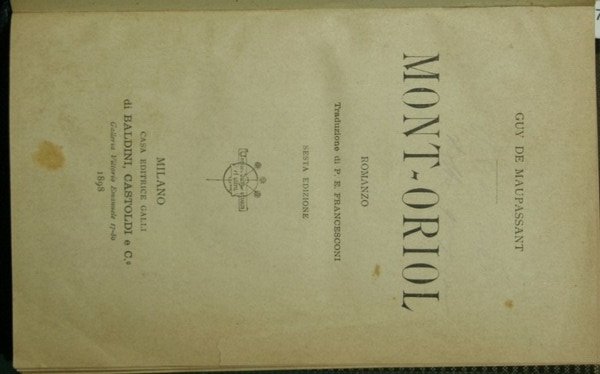 GUY DE MAUPASSANT
MONT-ORIOL
ROMANZO
Traduzione di P. E. FRANCESCONI
SESTA EDIZIONE
MILANO
CASA EDITRICE GALLI
di BALDINI, CASTOLDI e C.º
Galleria Vittorio Emanuele 17-80
1898
7